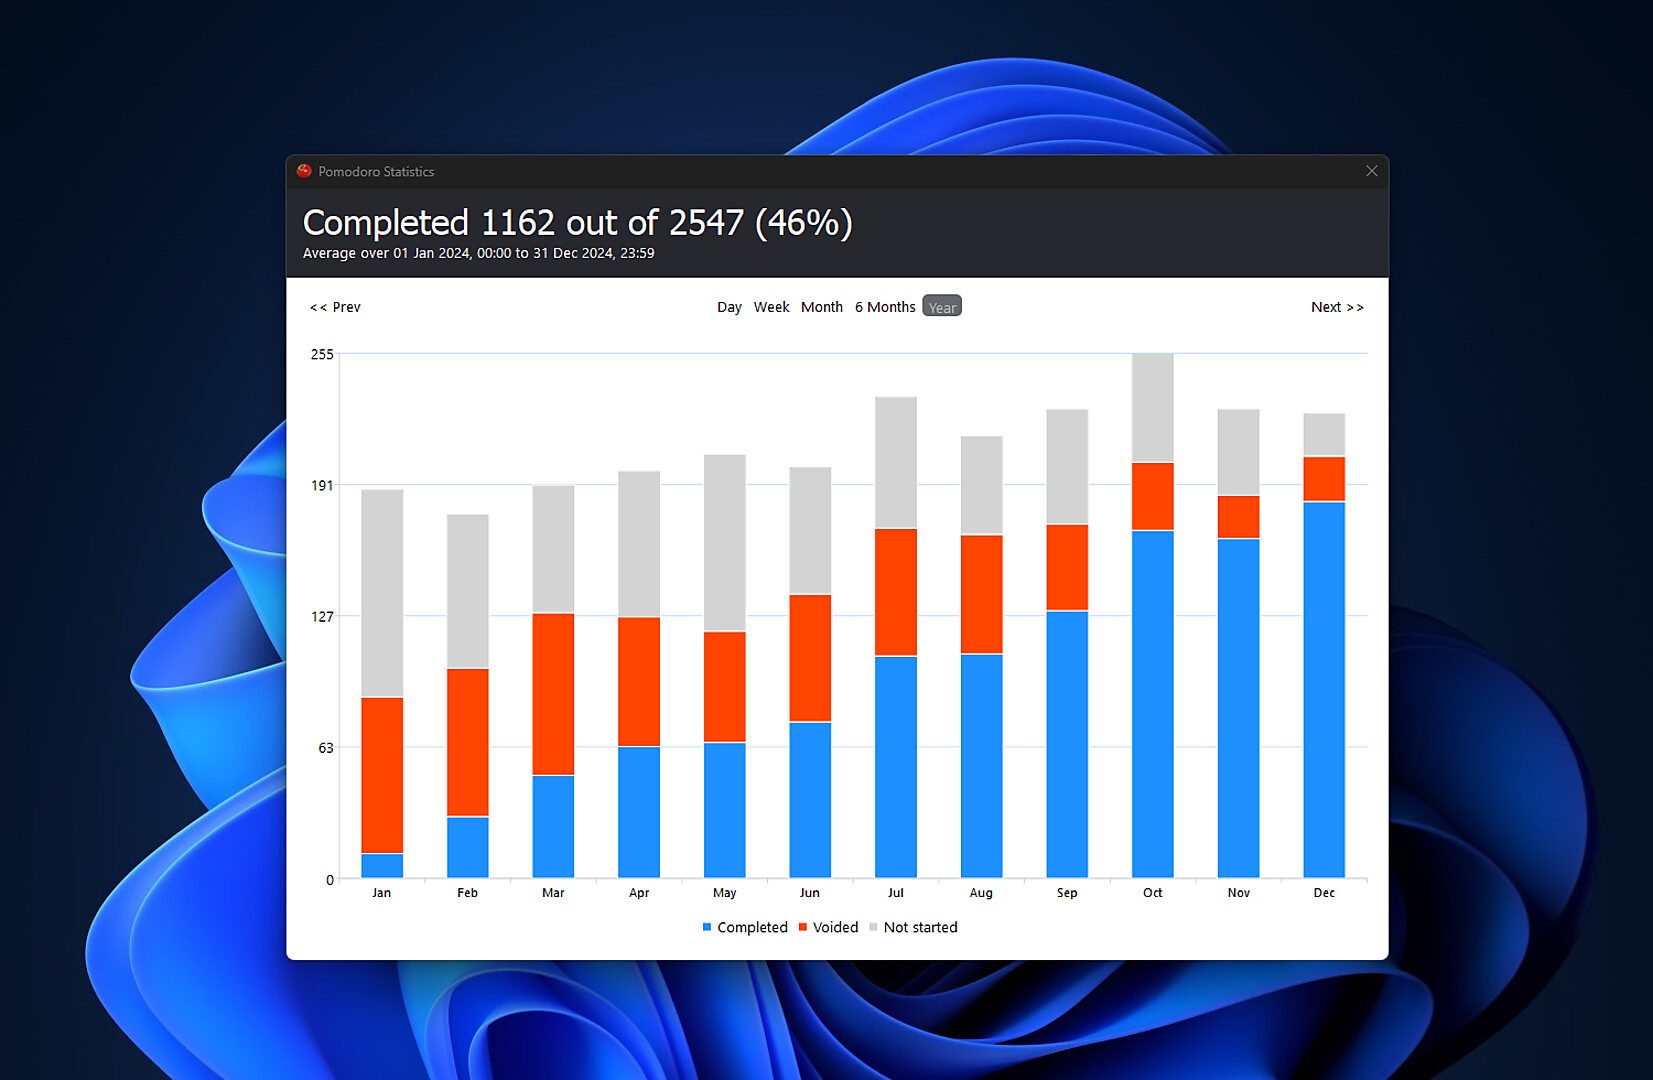 Pomodoro Statistics
Completed 1162 out of 2547 (46%)
Average over 01 Jan 2024, 00:00 to 31 Dec 2024, 23:59
<< Prev Day Week Month 6 Months Year Next >>
255
191
127
63
0
Jan Feb Mar Apr May Jun Jul Aug Sep Oct Nov Dec
Completed Voided Not started